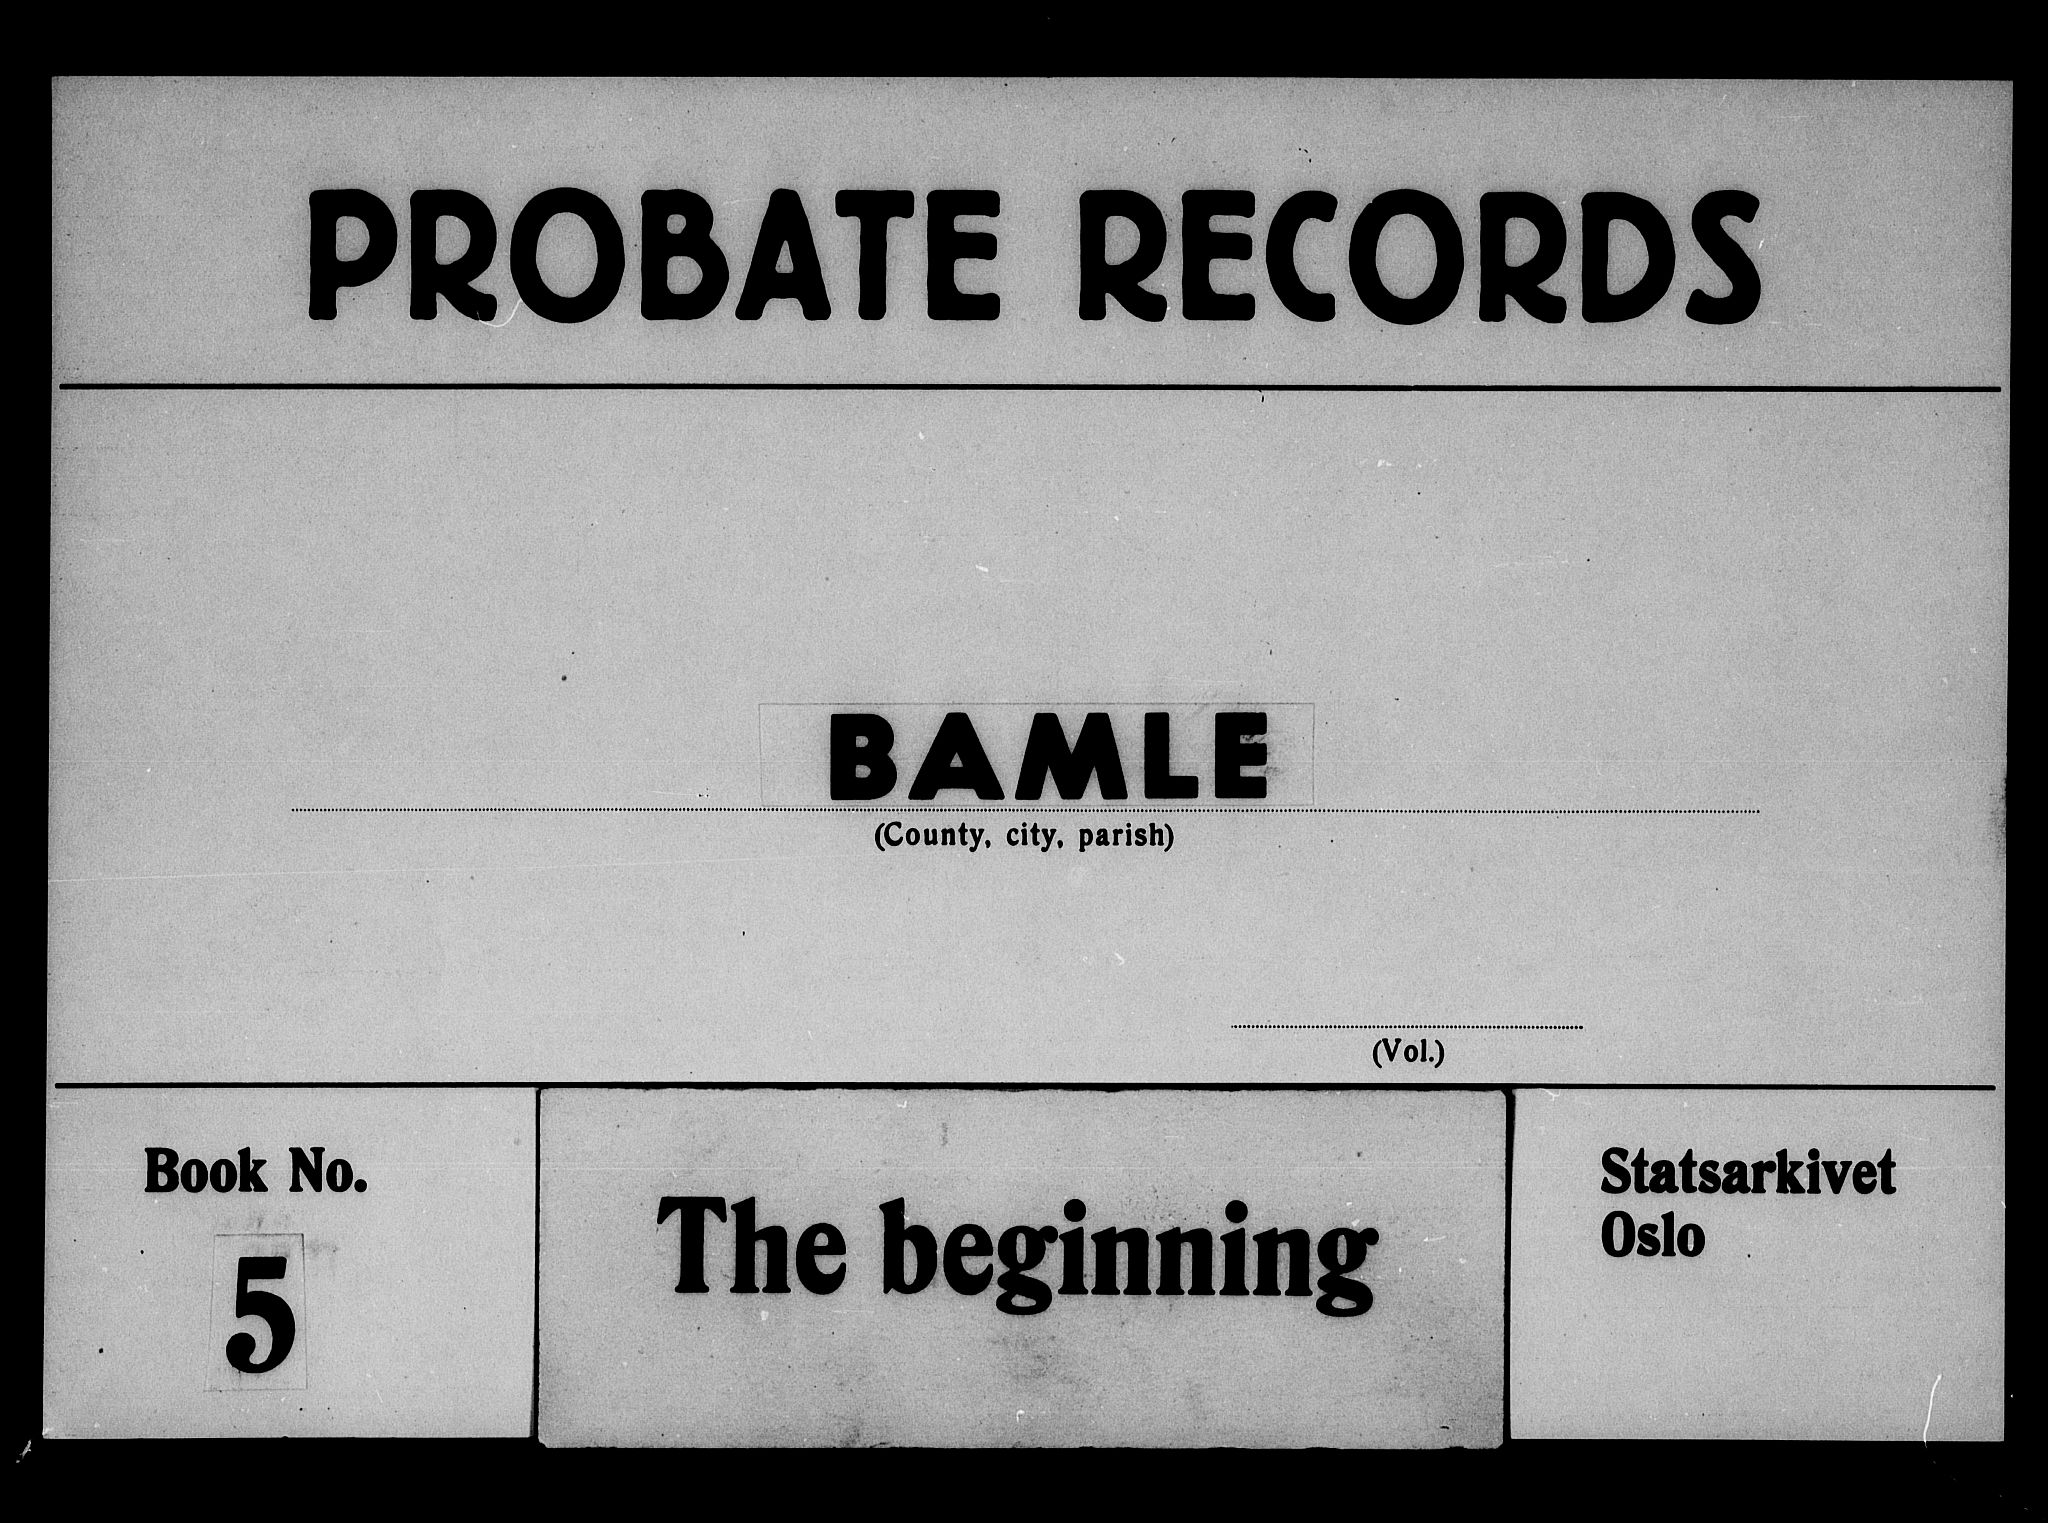 PROBATE RECORDS
BAMLE
(County, city, parish)
(Vol.)
Book No.
5
The beginning
Statsarkivet
Oslo